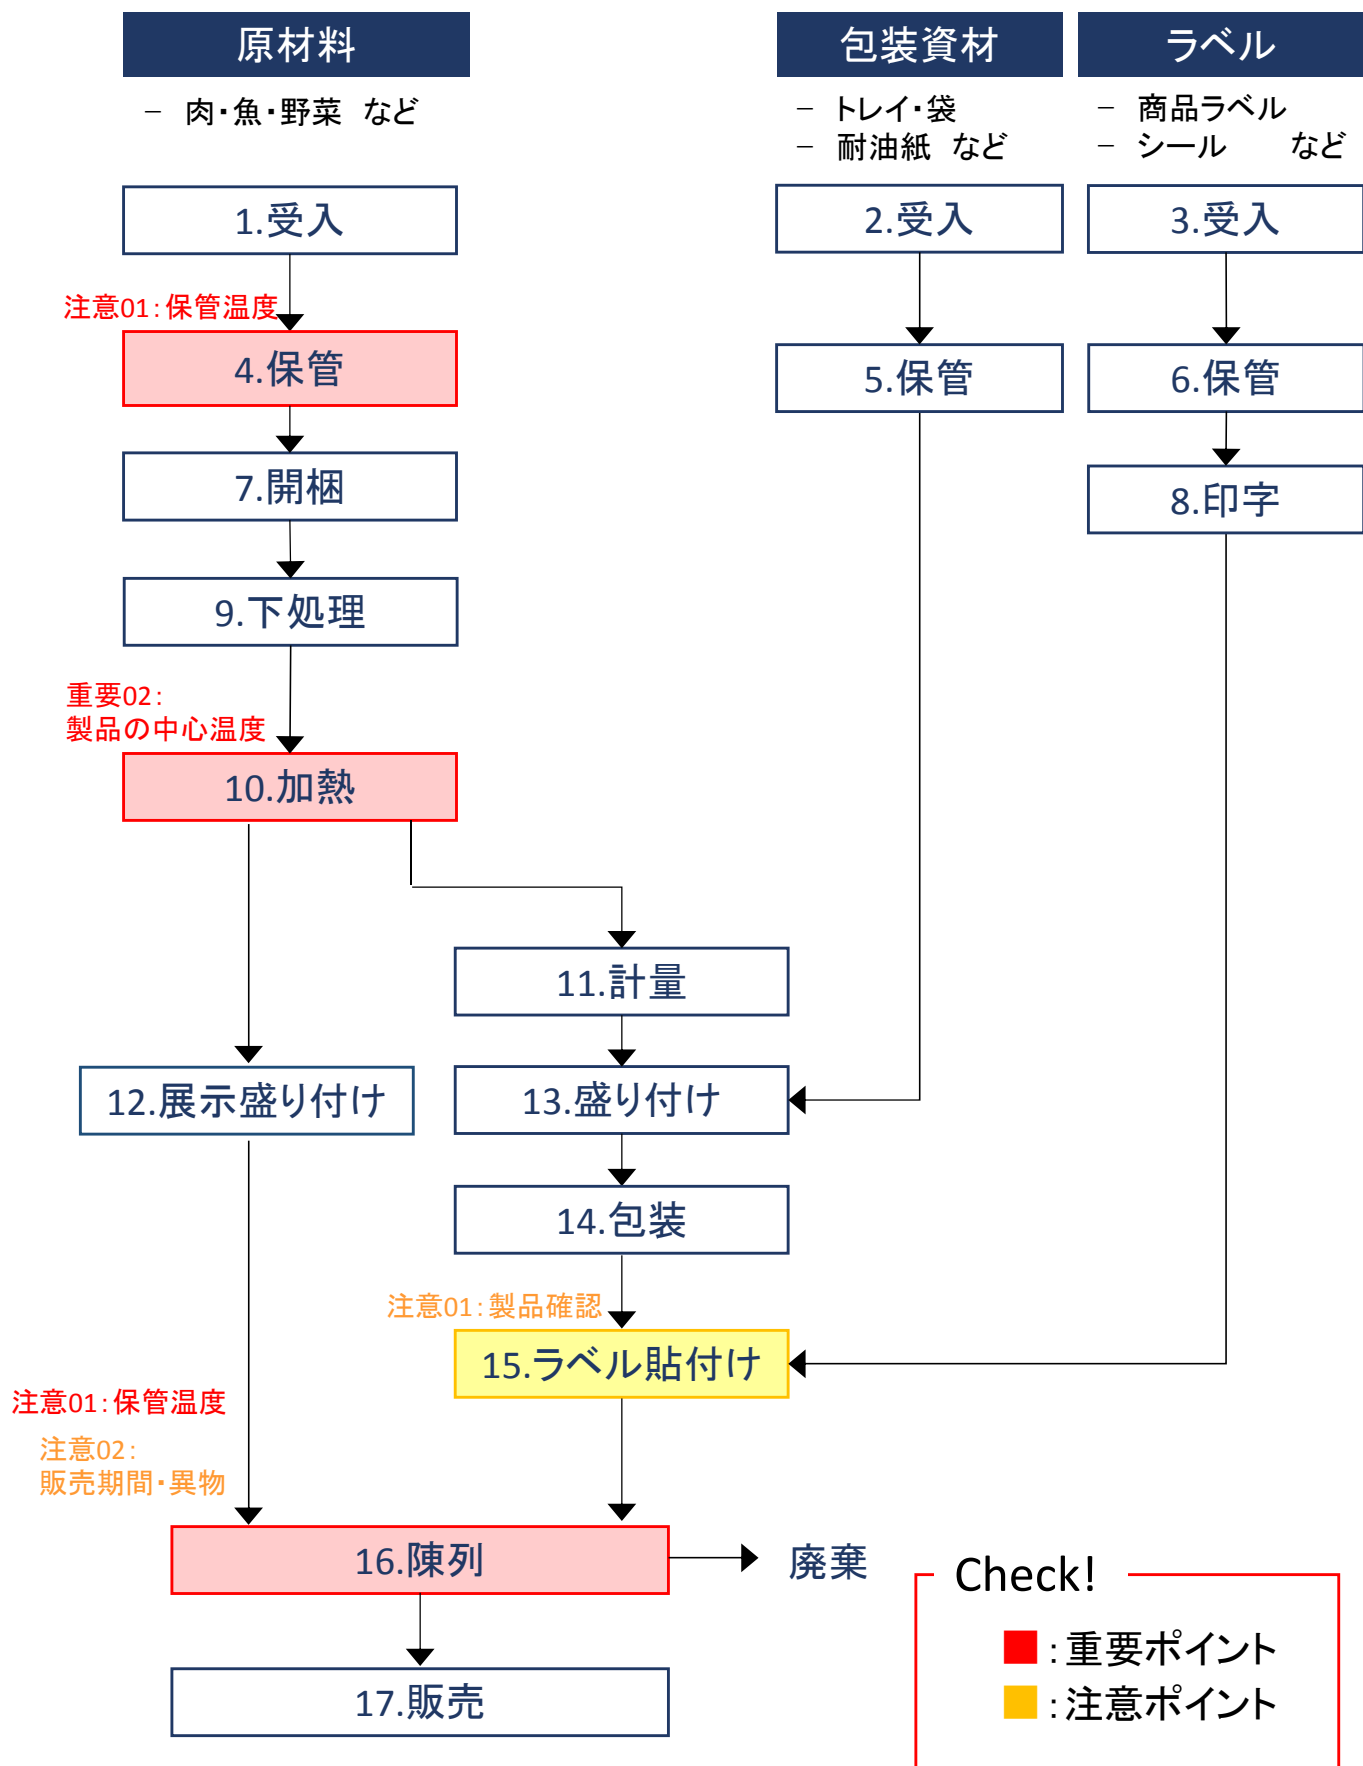 原材料
包装資材
ラベル
－ 肉・魚・野菜 など
－ トレイ・袋
－ 耐油紙 など
－ 商品ラベル
－ シール など
1.受入
2.受入
3.受入
注意01：保管温度
4.保管
5.保管
6.保管
7.開梱
8.印字
9.下処理
重要02：
製品の中心温度
10.加熱
11.計量
12.展示盛り付け
13.盛り付け
14.包装
注意01：製品確認
15.ラベル貼付け
注意01：保管温度
注意02：
販売期間・異物
16.陳列
廃棄
17.販売
Check!
：重要ポイント
：注意ポイント